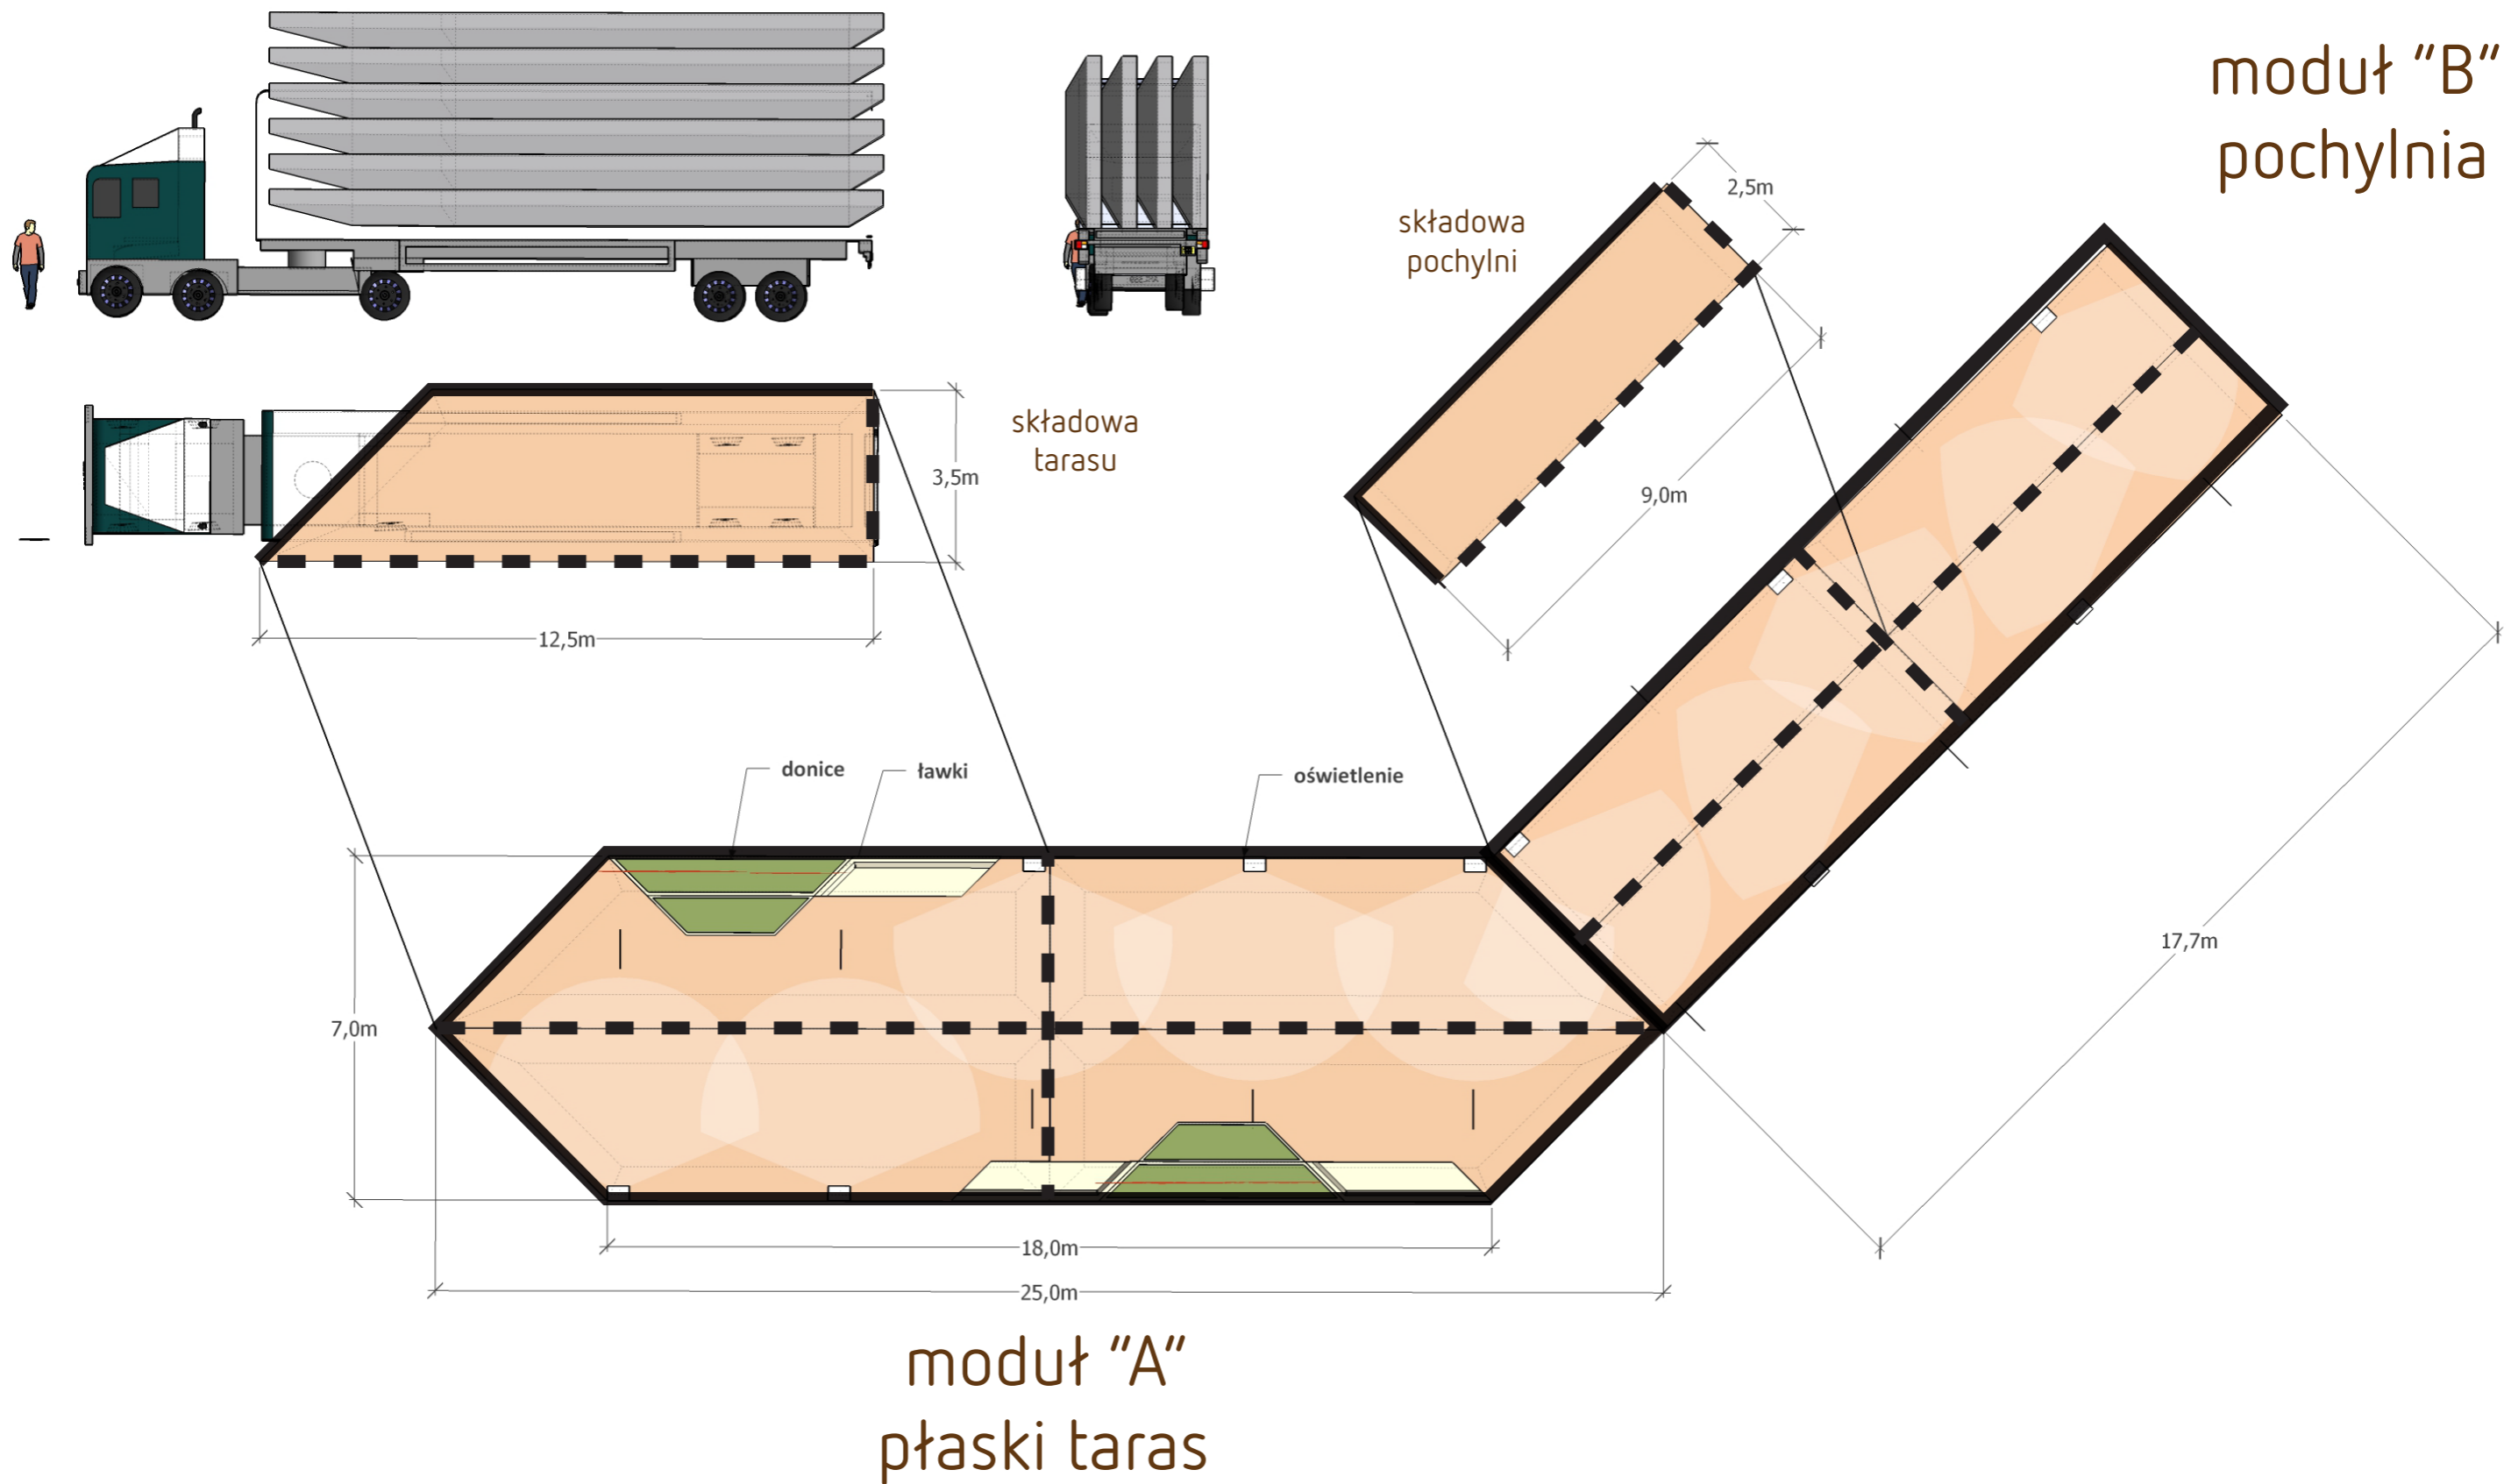 moduł "B"
pochylnia
składowa
pochylni
2,5m
9,0m
składowa
tarasu
3,5m
12,5m
donice
ławki
oświetlenie
17,7m
7,0m
18,0m
25,0m
moduł "A"
płaski taras